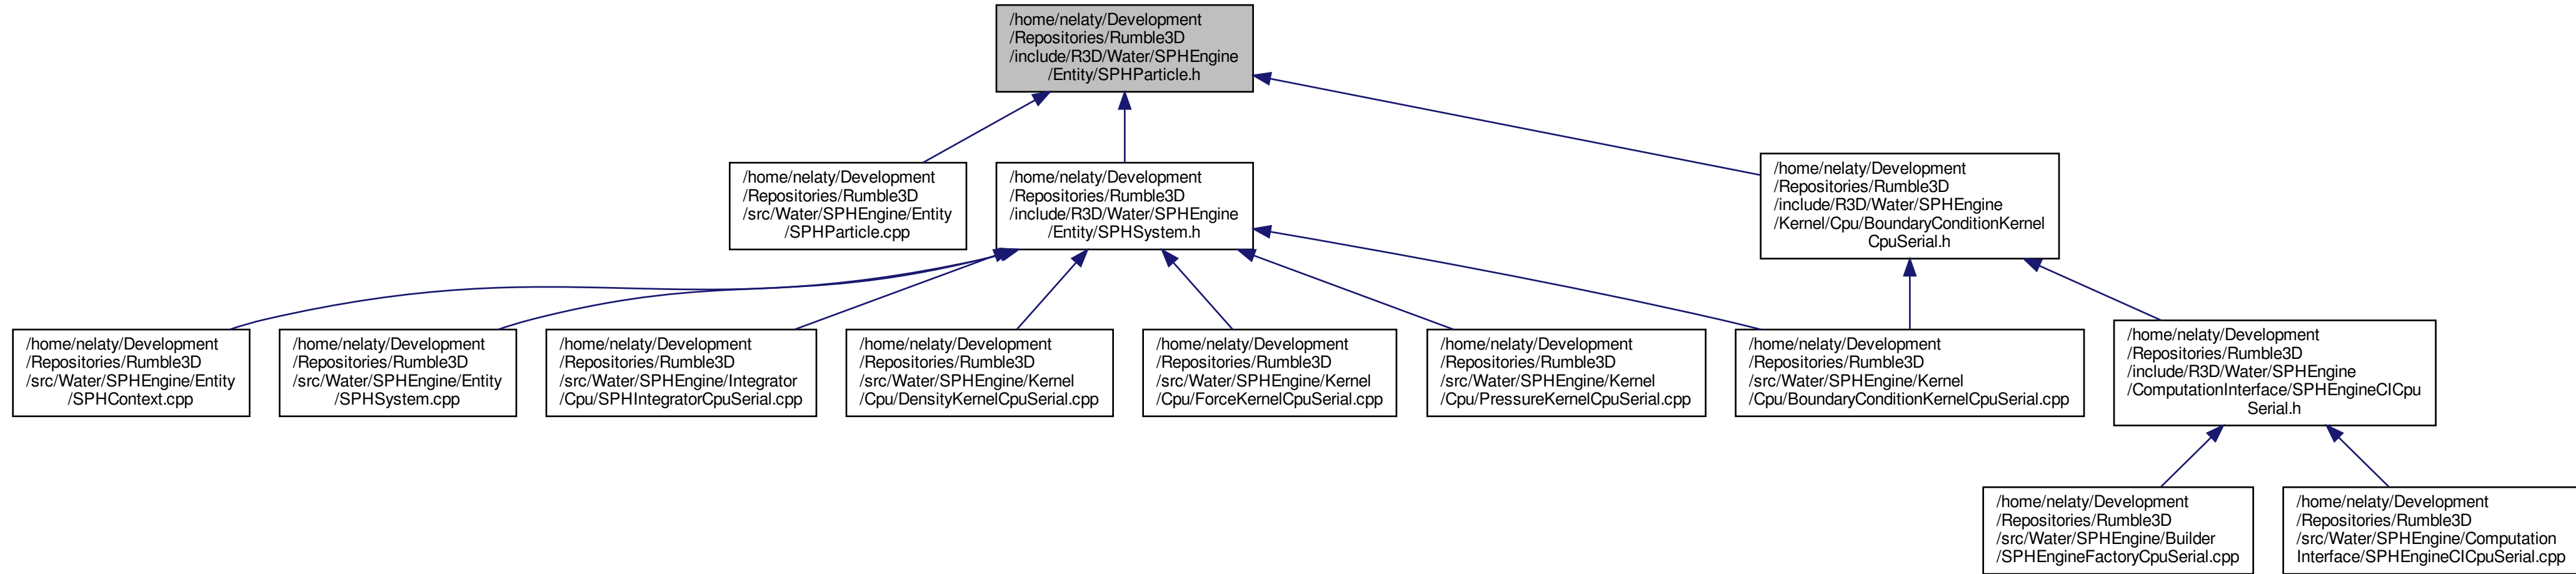 /home/nelaty/Development
/Repositories/Rumble3D
/include/R3D/Water/SPHEngine
/Entity/SPHParticle.h
/home/nelaty/Development
/Repositories/Rumble3D
/src/Water/SPHEngine/Entity
/SPHParticle.cpp
/home/nelaty/Development
/Repositories/Rumble3D
/include/R3D/Water/SPHEngine
/Entity/SPHSystem.h
/home/nelaty/Development
/Repositories/Rumble3D
/include/R3D/Water/SPHEngine
/Kernel/Cpu/BoundaryConditionKernel
CpuSerial.h
/home/nelaty/Development
/Repositories/Rumble3D
/src/Water/SPHEngine/Entity
/SPHContext.cpp
/home/nelaty/Development
/Repositories/Rumble3D
/src/Water/SPHEngine/Entity
/SPHSystem.cpp
/home/nelaty/Development
/Repositories/Rumble3D
/src/Water/SPHEngine/Integrator
/Cpu/SPHIntegratorCpuSerial.cpp
/home/nelaty/Development
/Repositories/Rumble3D
/src/Water/SPHEngine/Kernel
/Cpu/DensityKernelCpuSerial.cpp
/home/nelaty/Development
/Repositories/Rumble3D
/src/Water/SPHEngine/Kernel
/Cpu/ForceKernelCpuSerial.cpp
/home/nelaty/Development
/Repositories/Rumble3D
/src/Water/SPHEngine/Kernel
/Cpu/PressureKernelCpuSerial.cpp
/home/nelaty/Development
/Repositories/Rumble3D
/src/Water/SPHEngine/Kernel
/Cpu/BoundaryConditionKernelCpuSerial.cpp
/home/nelaty/Development
/Repositories/Rumble3D
/include/R3D/Water/SPHEngine
/ComputationInterface/SPHEngineCICpu
Serial.h
/home/nelaty/Development
/Repositories/Rumble3D
/src/Water/SPHEngine/Builder
/SPHEngineFactoryCpuSerial.cpp
/home/nelaty/Development
/Repositories/Rumble3D
/src/Water/SPHEngine/Computation
Interface/SPHEngineCICpuSerial.cpp